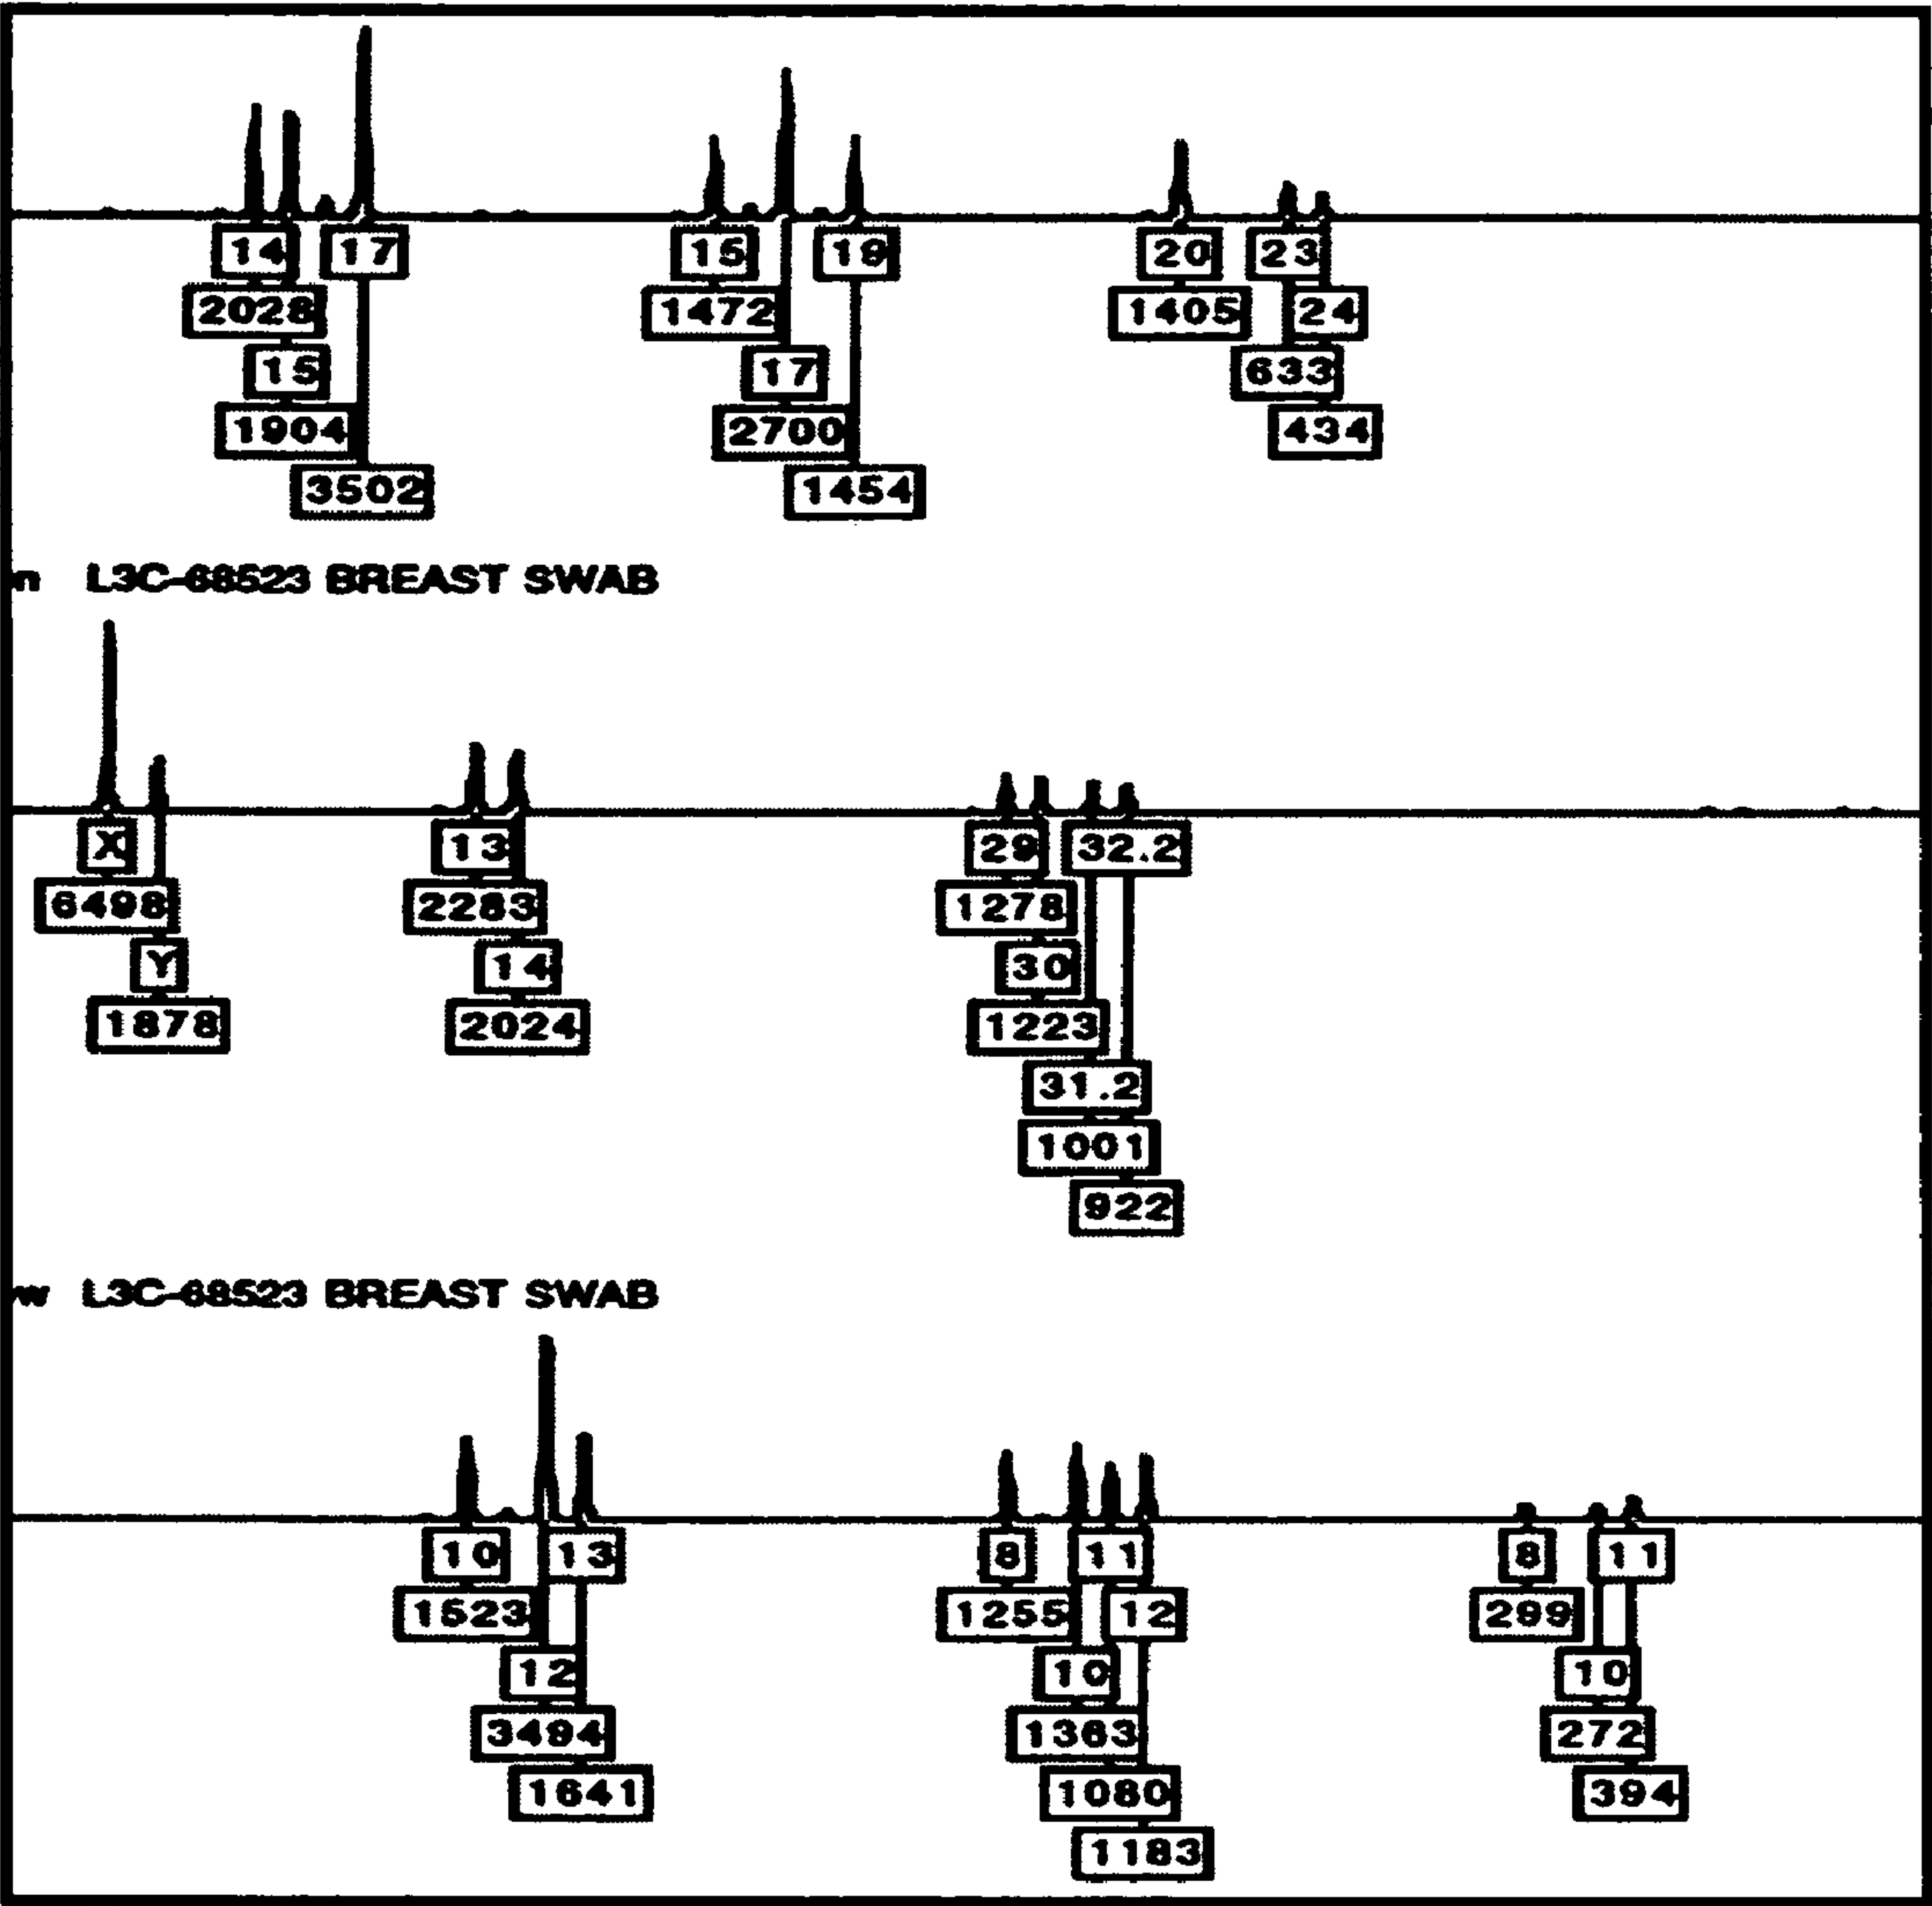 14 17 15 19 20 23
2028 1472 1405 24
15 17 633
1904 2700 434
3502 1454
n L3C-68523 BREAST SWAB
X 13 29 32.2
6498 2283 1278
Y 14 30
1878 2024 1223
31.2
1001
922
w L3C-68523 BREAST SWAB
10 13 8 11 8 11
1523 1255 12 299
12 10 10
3494 1363 272
1641 1080 394
1183